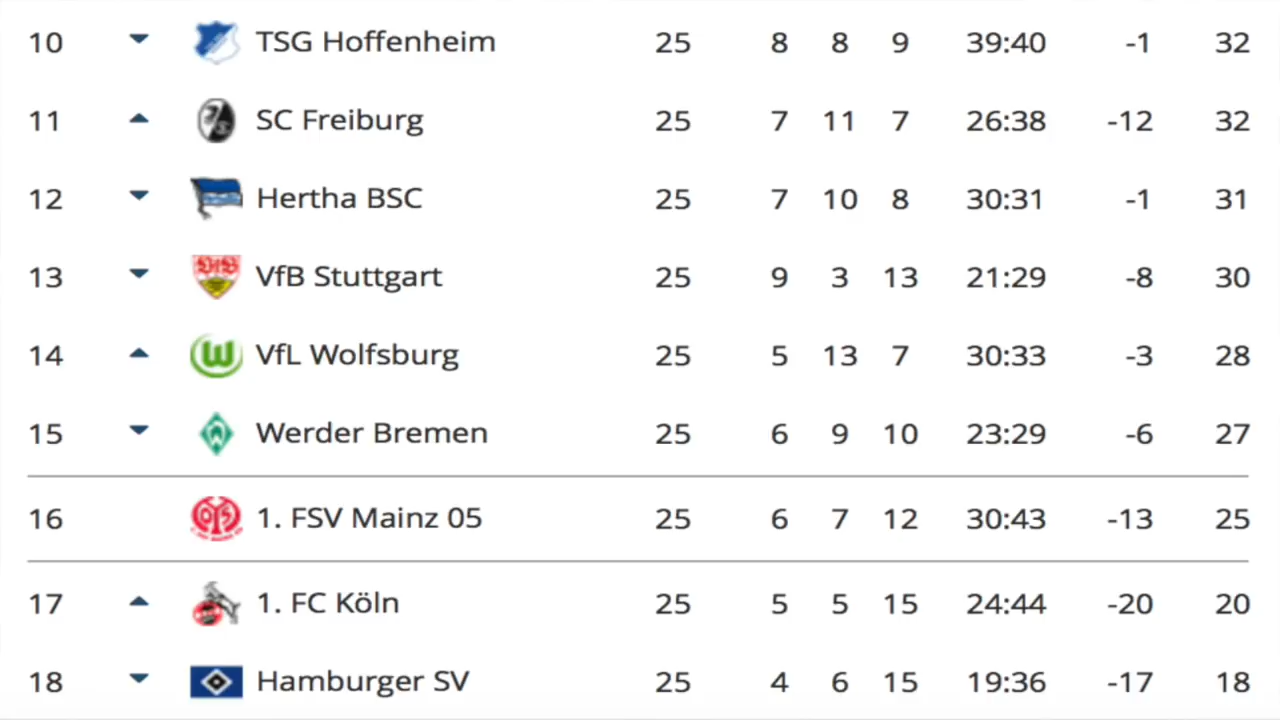 10 TSG Hoffenheim 25 8 8 9 39:40 -1 32
11 SC Freiburg 25 7 11 7 26:38 -12 32
12 Hertha BSC 25 7 10 8 30:31 -1 31
13 VfB Stuttgart 25 9 3 13 21:29 -8 30
14 VfL Wolfsburg 25 5 13 7 30:33 -3 28
15 Werder Bremen 25 6 9 10 23:29 -6 27
16 1. FSV Mainz 05 25 6 7 12 30:43 -13 25
17 1. FC Köln 25 5 5 15 24:44 -20 20
18 Hamburger SV 25 4 6 15 19:36 -17 18